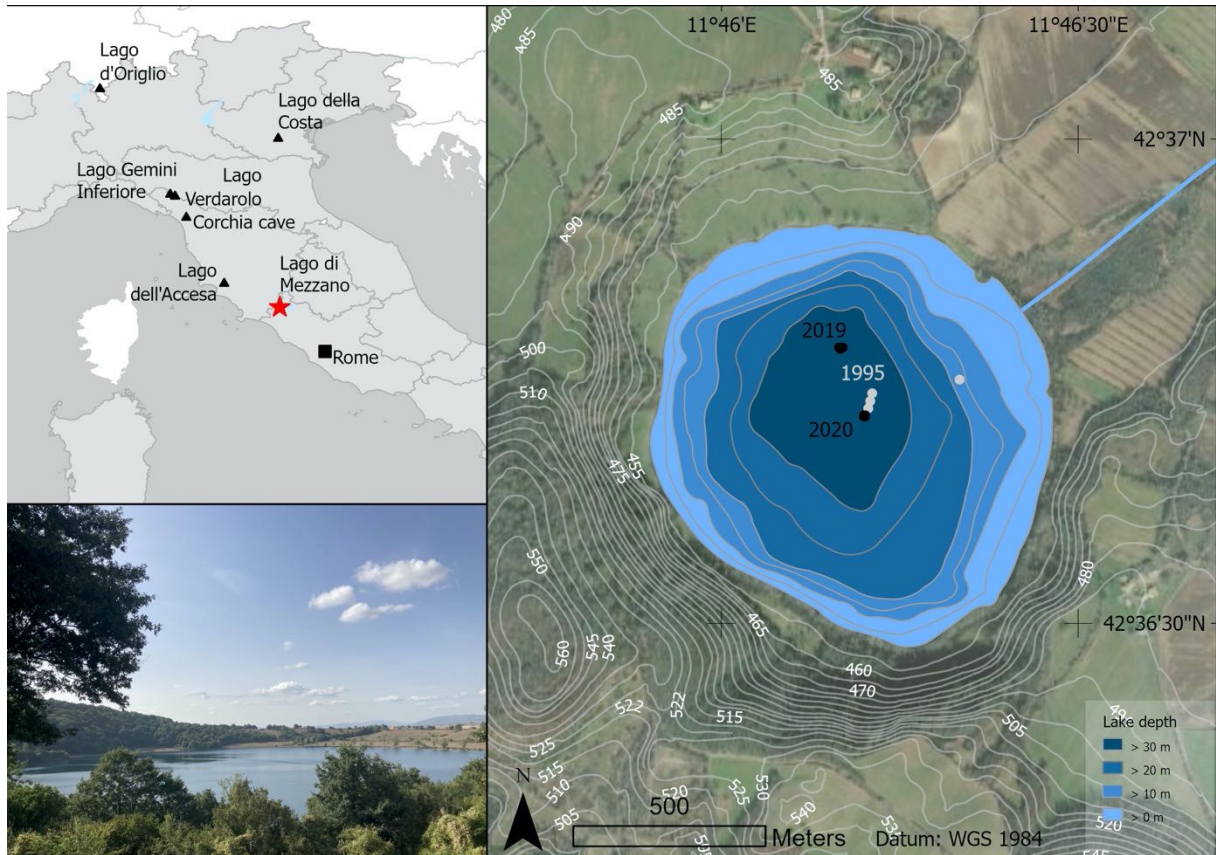 Lago
d'Origlio
Lago della
Costa
Lago Gemini
Inferiore
Lago
Verdarolo
Corchia cave
Lago
dell'Accesa
Lago di
Mezzano
Rome
11°46'E
11°46'30"E
42°37'N
42°36'30"N
480
485
485
485
490
500
510
455
475
2019
1995
2020
480
465
460
470
550
560
545
540
522
522
515
505
525
515
510
505
520
525
530
540
520
N
500
Meters
Datum: WGS 1984
Lake depth
> 30 m
> 20 m
> 10 m
> 0 m